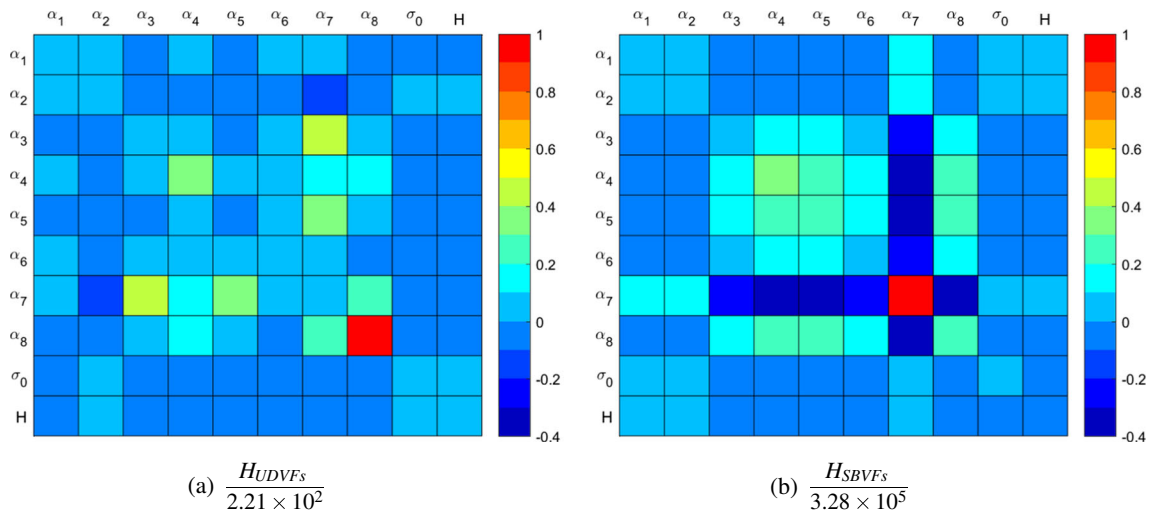 α1 α2 α3 α4 α5 α6 α7 α8 σ0 H
α1
α2
α3
α4
α5
α6
α7
α8
σ0
H
1
0.8
0.6
0.4
0.2
0
-0.2
-0.4
(a) H_UDVFs / 2.21 × 10^2
α1 α2 α3 α4 α5 α6 α7 α8 σ0 H
α1
α2
α3
α4
α5
α6
α7
α8
σ0
H
1
0.8
0.6
0.4
0.2
0
-0.2
-0.4
(b) H_SBVFs / 3.28 × 10^5